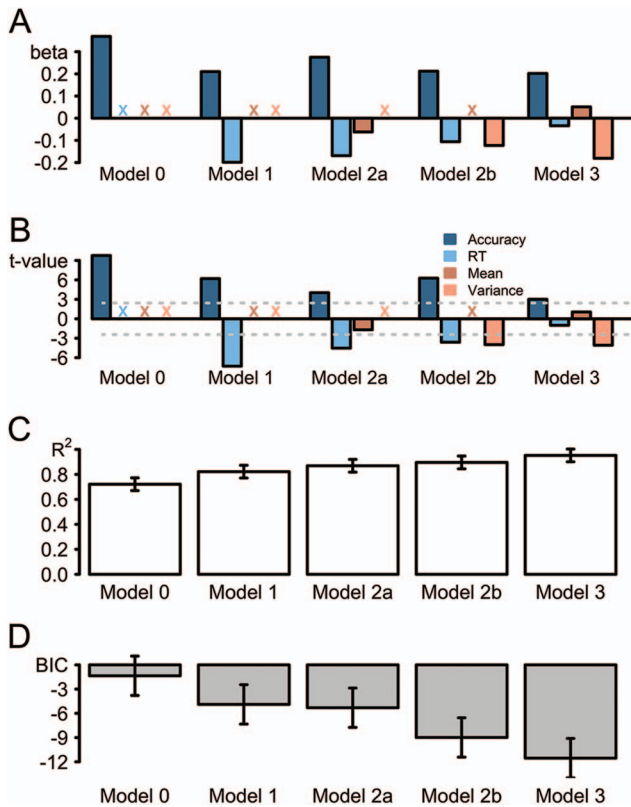 A
beta
0.2
0.1
0
-0.1
-0.2
x x x x x x x
Model 0 Model 1 Model 2a Model 2b Model 3
B
t-value
6
3
0
-3
-6
Accuracy
RT
Mean
Variance
x x x x x x x
Model 0 Model 1 Model 2a Model 2b Model 3
C
R²
0.8
0.6
0.4
0.2
0.0
Model 0 Model 1 Model 2a Model 2b Model 3
D
BIC
-3
-6
-9
-12
Model 0 Model 1 Model 2a Model 2b Model 3